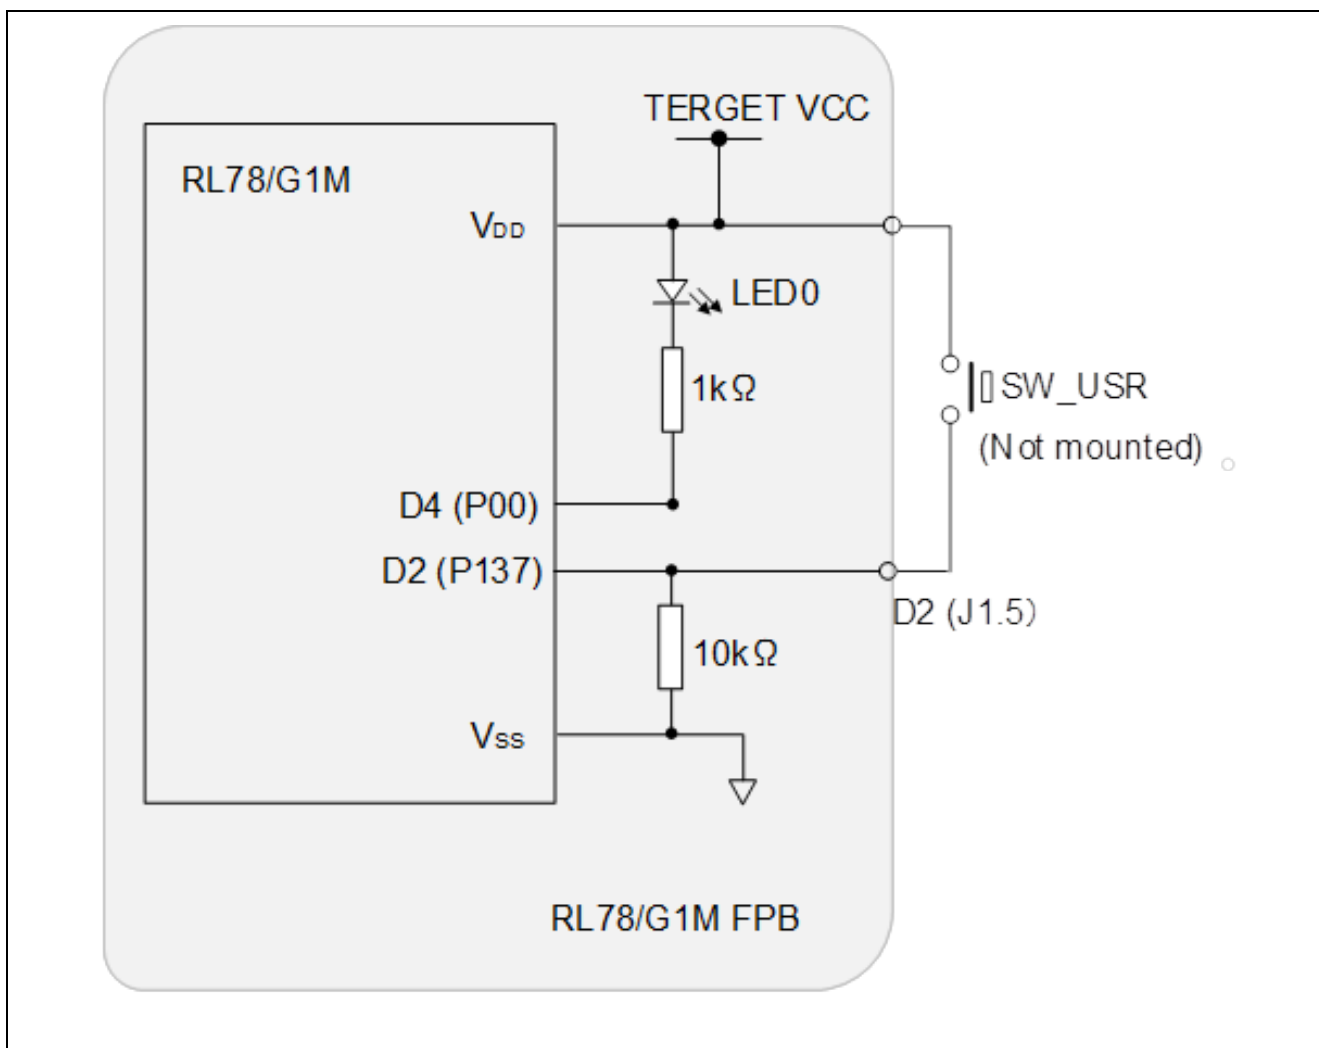 TERGET VCC
RL78/G1M
VDD
LED0
1kΩ
SW_USR
(Not mounted)
D4 (P00)
D2 (P137)
D2 (J1.5)
10kΩ
VSS
RL78/G1M FPB